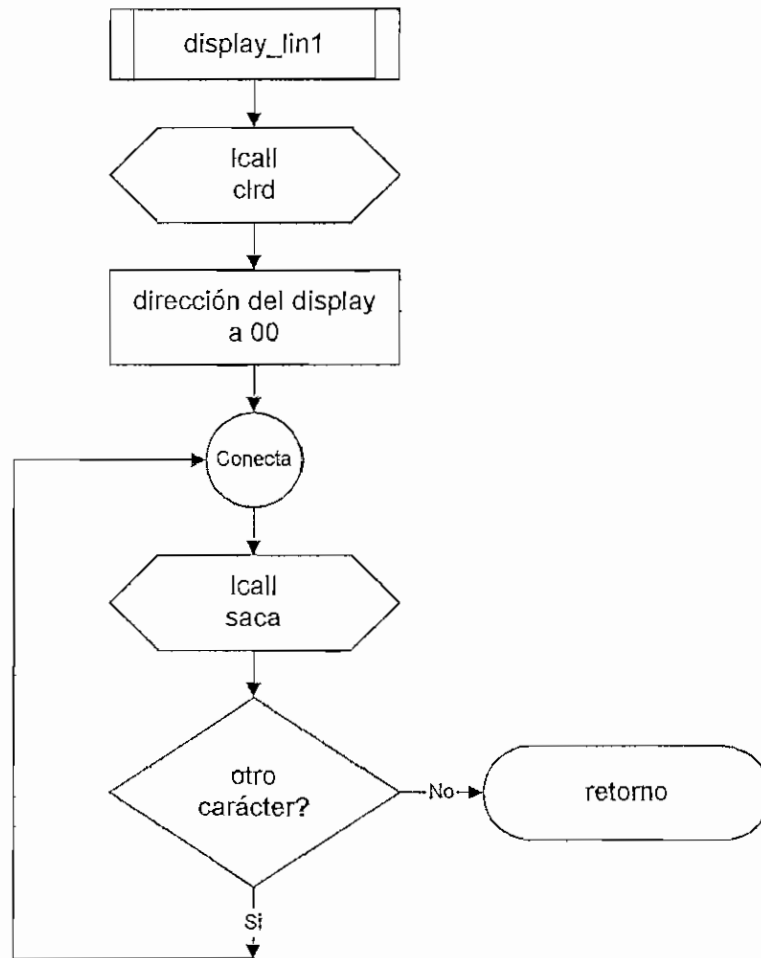 display_lin1
lcall
clrd
dirección del display
a 00
Conecta
lcall
saca
otro
carácter?
No
retorno
Si